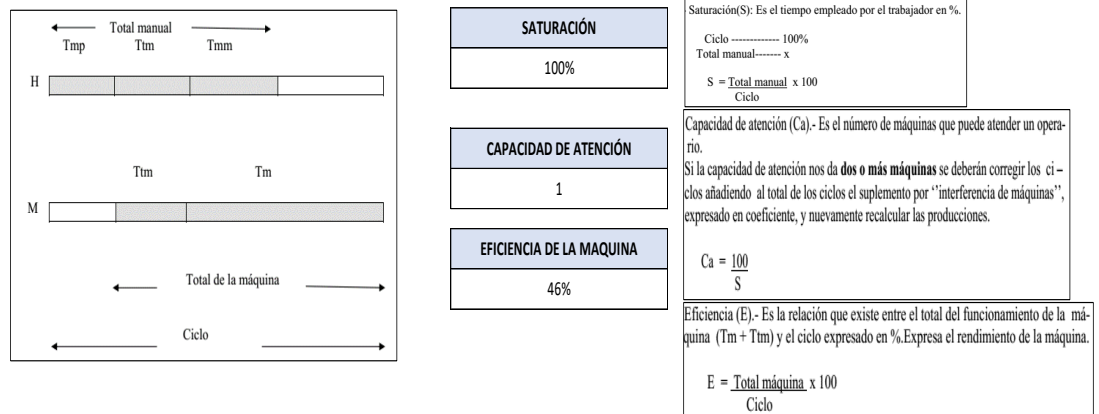 Total manual
Tmp Ttm Tmm
H
Ttm Tm
M
Total de la máquina
Ciclo
SATURACIÓN
100%
CAPACIDAD DE ATENCIÓN
1
EFICIENCIA DE LA MAQUINA
46%
Saturación(S): Es el tiempo empleado por el trabajador en %.
Ciclo ------------- 100%
Total manual------- x
S = Total manual x 100
Ciclo
Capacidad de atención (Ca).- Es el número de máquinas que puede atender un opera-
rio.
Si la capacidad de atención nos da dos o más máquinas se deberán corregir los ci –
clos añadiendo al total de los ciclos el suplemento por ‘’interferencia de máquinas’’,
expresado en coeficiente, y nuevamente recalcular las producciones.
Ca = 100
S
Eficiencia (E).- Es la relación que existe entre el total del funcionamiento de la má-
quina (Tm + Ttm) y el ciclo expresado en %.Expresa el rendimiento de la máquina.
E = Total máquina x 100
Ciclo